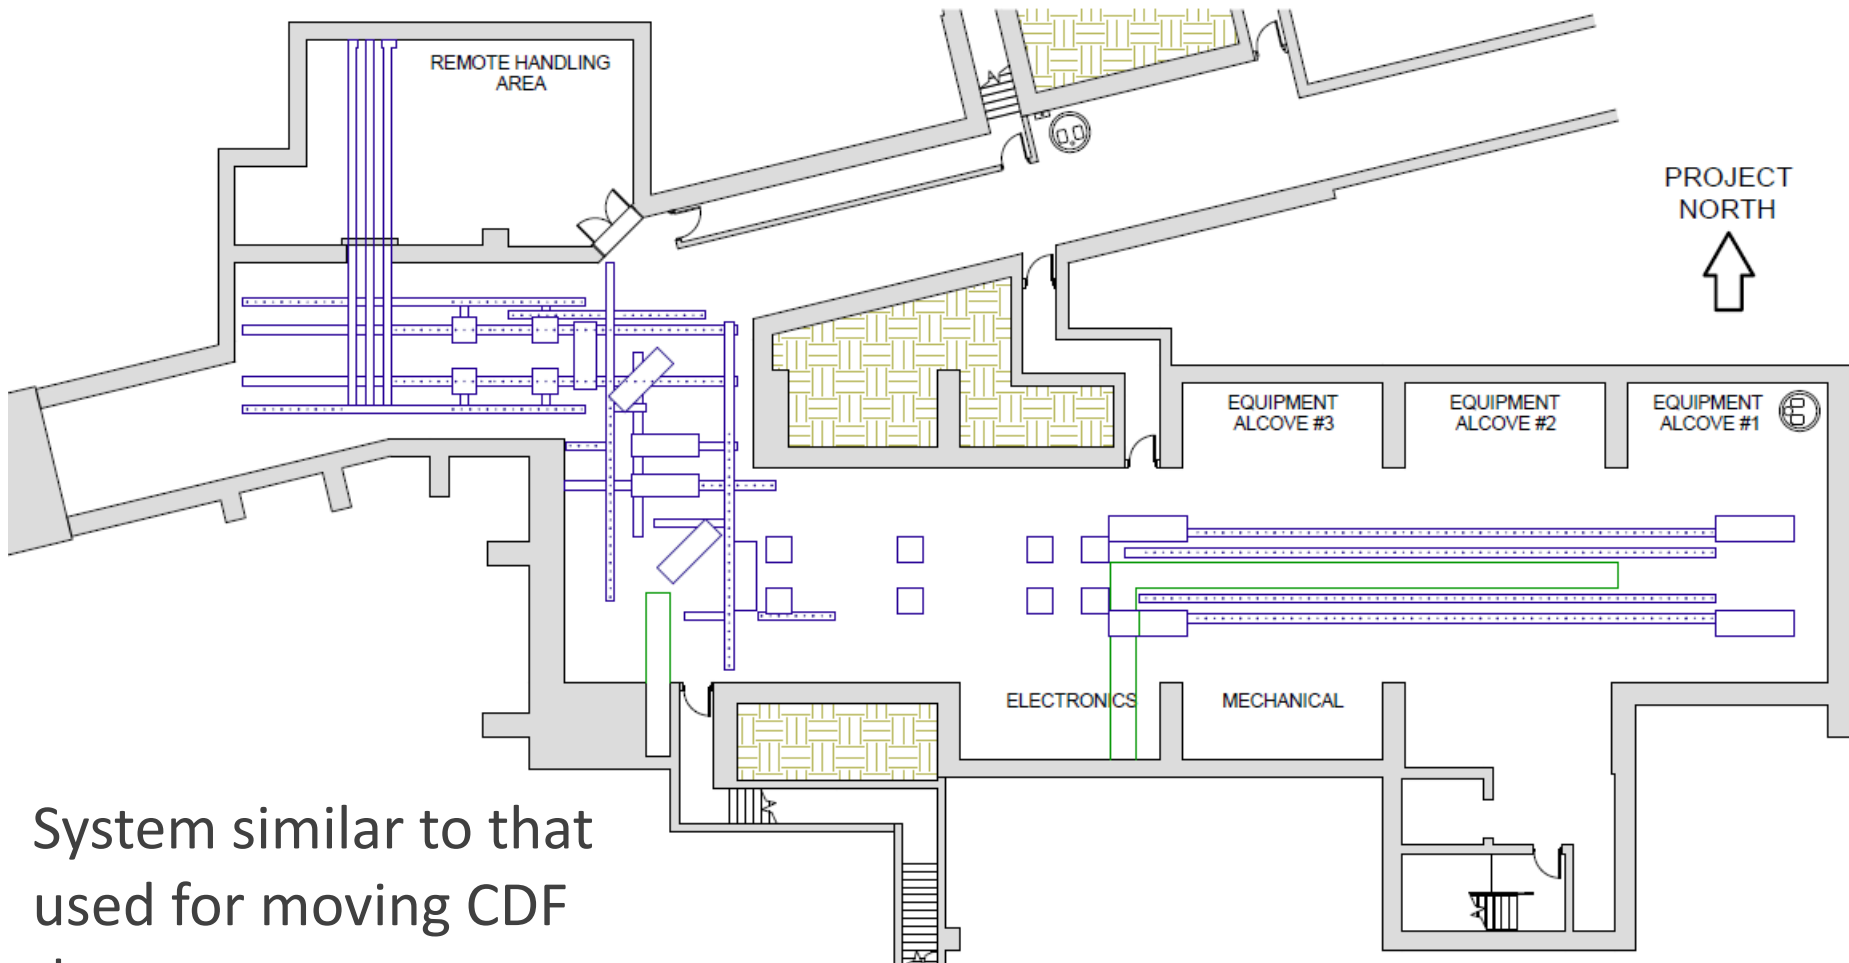 REMOTE HANDLING
AREA
PROJECT
NORTH
EQUIPMENT
ALCOVE #3
EQUIPMENT
ALCOVE #2
EQUIPMENT
ALCOVE #1
ELECTRONICS
MECHANICAL
System similar to that
used for moving CDF